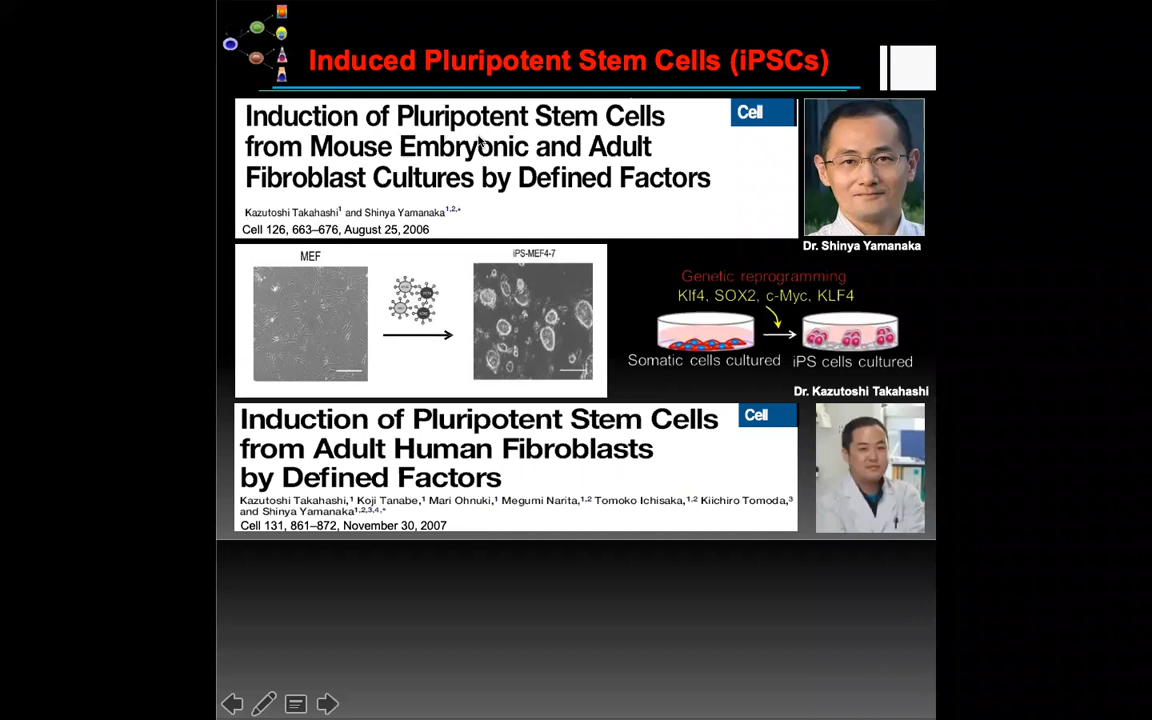 Induced Pluripotent Stem Cells (iPSCs)
Induction of Pluripotent Stem Cells
from Mouse Embryonic and Adult
Fibroblast Cultures by Defined Factors
Cell
Kazutoshi Takahashi1 and Shinya Yamanaka1,2,*
Cell 126, 663–676, August 25, 2006
Dr. Shinya Yamanaka
MEF
iPS-MEF4-7
Genetic reprogramming
Klf4, SOX2, c-Myc, KLF4
Somatic cells cultured
iPS cells cultured
Dr. Kazutoshi Takahashi
Induction of Pluripotent Stem Cells
from Adult Human Fibroblasts
by Defined Factors
Cell
Kazutoshi Takahashi,1 Koji Tanabe,1 Mari Ohnuki,1 Megumi Narita,1,2 Tomoko Ichisaka,1,2 Kiichiro Tomoda,3
and Shinya Yamanaka1,2,3,4,*
Cell 131, 861–872, November 30, 2007